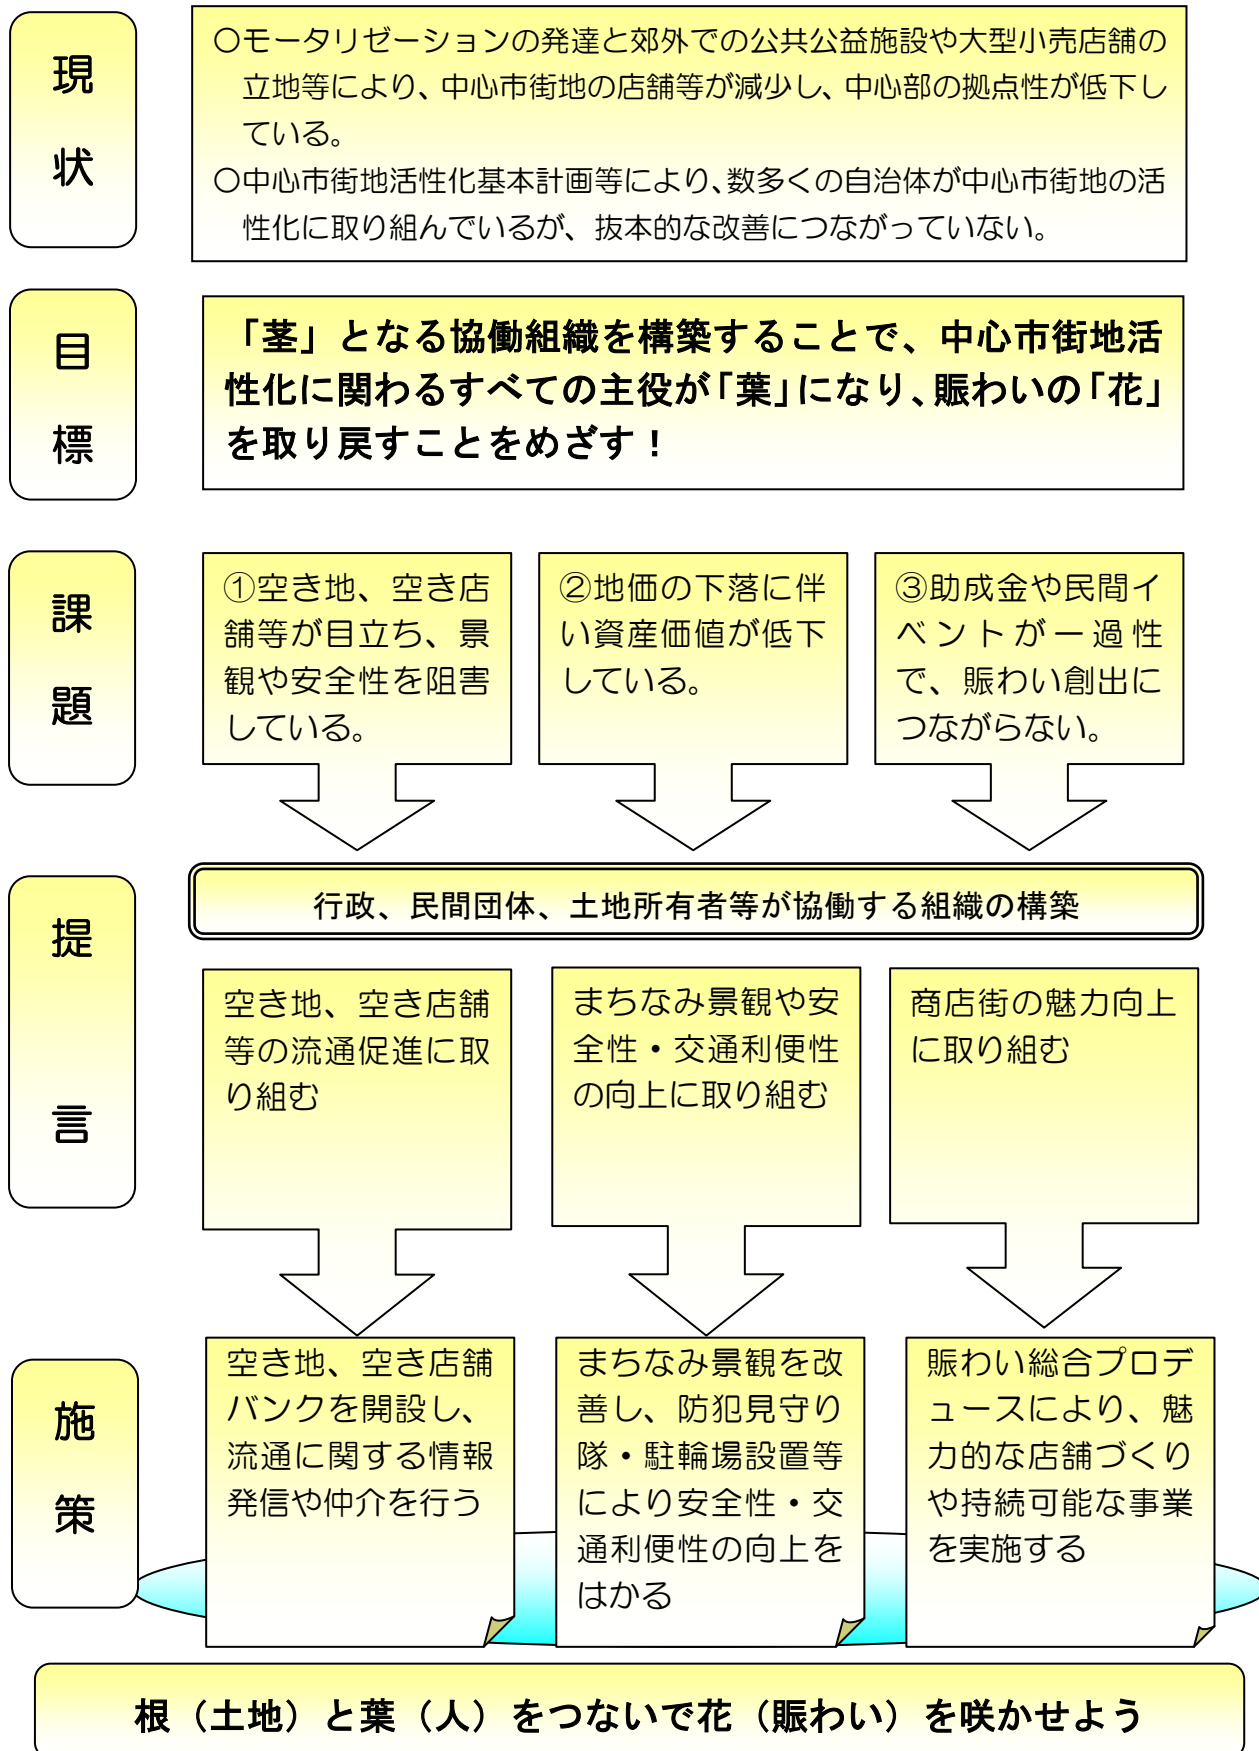 現状
〇モータリゼーションの発達と郊外での公共公益施設や大型小売店舗の
立地等により、中心市街地の店舗等が減少し、中心部の拠点性が低下し
ている。
〇中心市街地活性化基本計画等により、数多くの自治体が中心市街地の活
性化に取り組んでいるが、抜本的な改善につながっていない。
目標
「茎」となる協働組織を構築することで、中心市街地活
性化に関わるすべての主役が「葉」になり、賑わいの「花」
を取り戻すことをめざす！
課題
①空き地、空き店
舗等が目立ち、景
観や安全性を阻害
している。
②地価の下落に伴
い資産価値が低下
している。
③助成金や民間イ
ベントが一過性
で、賑わい創出に
つながらない。
提言
行政、民間団体、土地所有者等が協働する組織の構築
空き地、空き店舗
等の流通促進に取
り組む
まちなみ景観や安
全性・交通利便性
の向上に取り組む
商店街の魅力向上
に取り組む
施策
空き地、空き店舗
バンクを開設し、
流通に関する情報
発信や仲介を行う
まちなみ景観を改
善し、防犯見守り
隊・駐輪場設置等
により安全性・交
通利便性の向上を
はかる
賑わい総合プロデ
ュースにより、魅
力的な店舗づくり
や持続可能な事業
を実施する
根（土地）と葉（人）をつないで花（賑わい）を咲かせよう